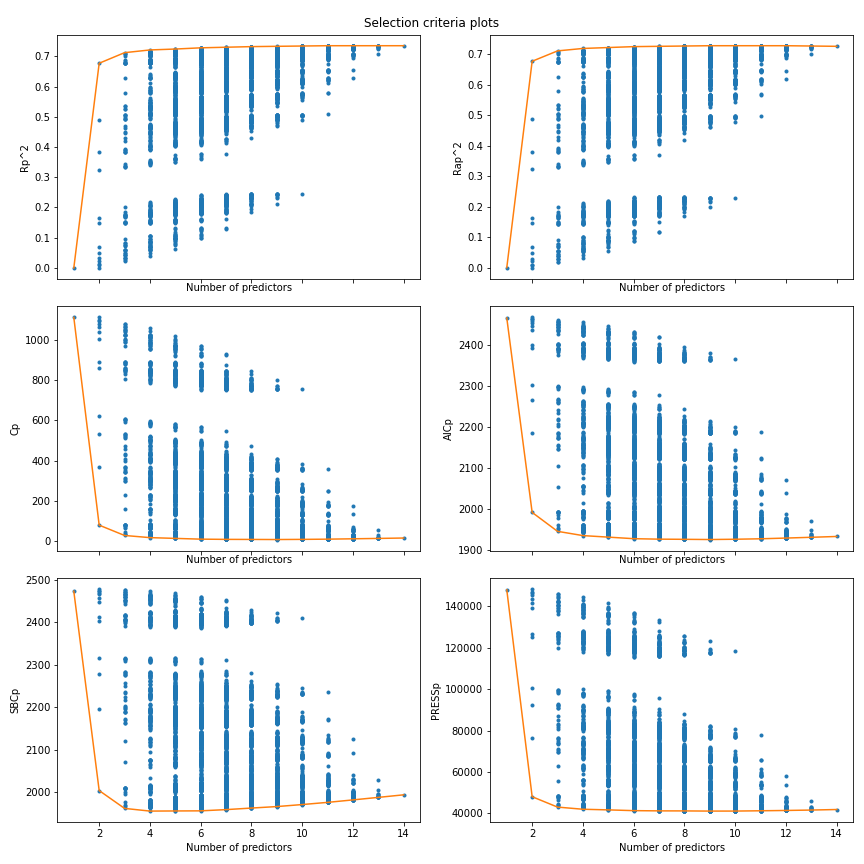 Selection criteria plots
Rp^2
0.7
0.6
0.5
0.4
0.3
0.2
0.1
0.0
Number of predictors
Rap^2
0.7
0.6
0.5
0.4
0.3
0.2
0.1
0.0
Number of predictors
Cp
1000
800
600
400
200
0
Number of predictors
AICp
2400
2300
2200
2100
2000
1900
Number of predictors
SBCp
2500
2400
2300
2200
2100
2000
2 4 6 8 10 12 14
Number of predictors
PRESSp
140000
120000
100000
80000
60000
40000
2 4 6 8 10 12 14
Number of predictors